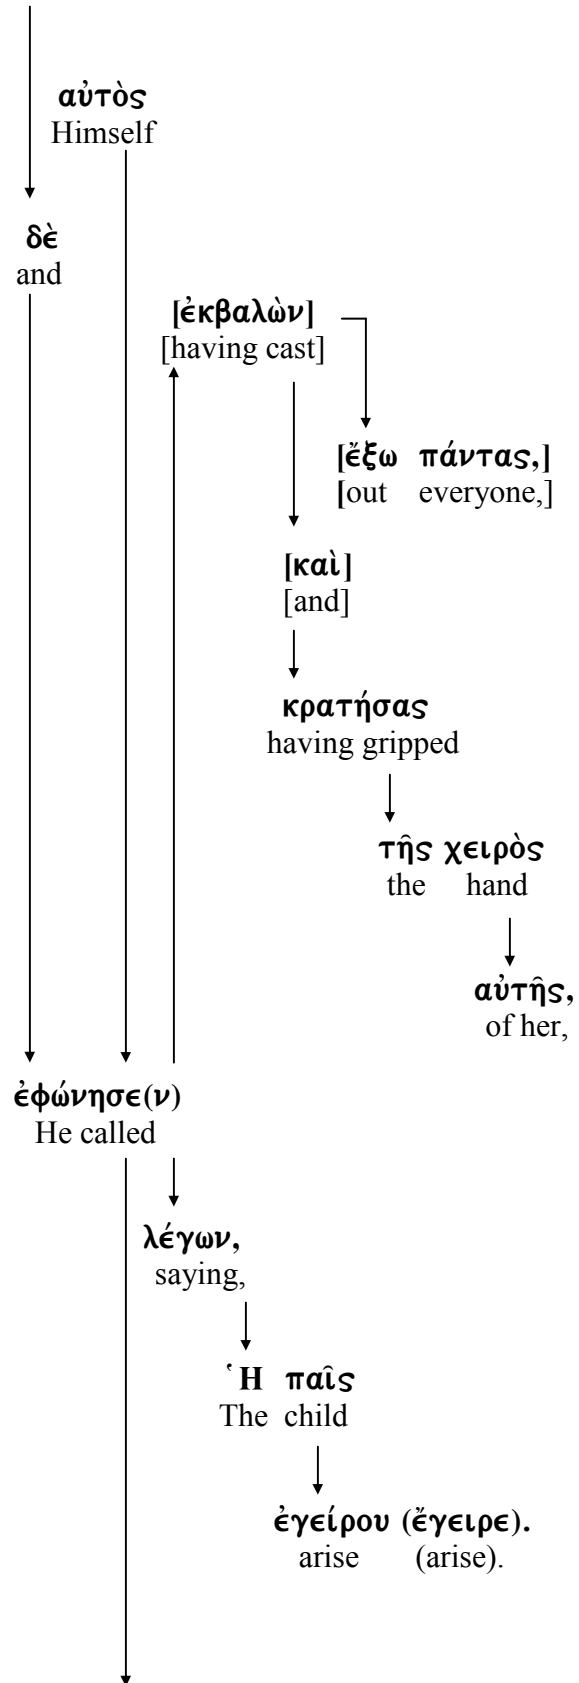 αὐτὸς
Himself
δὲ
and
[ἐκβαλὼν]
[having cast]
[ἔξω πάντας,]
[out everyone,]
[καὶ]
[and]
κρατήσας
having gripped
τῆς χειρὸς
the hand
αὐτῆς,
of her,
ἐφώνησε(ν)
He called
λέγων,
saying,
Ἡ παῖς
The child
ἐγείρου (ἔγειρε).
arise (arise).